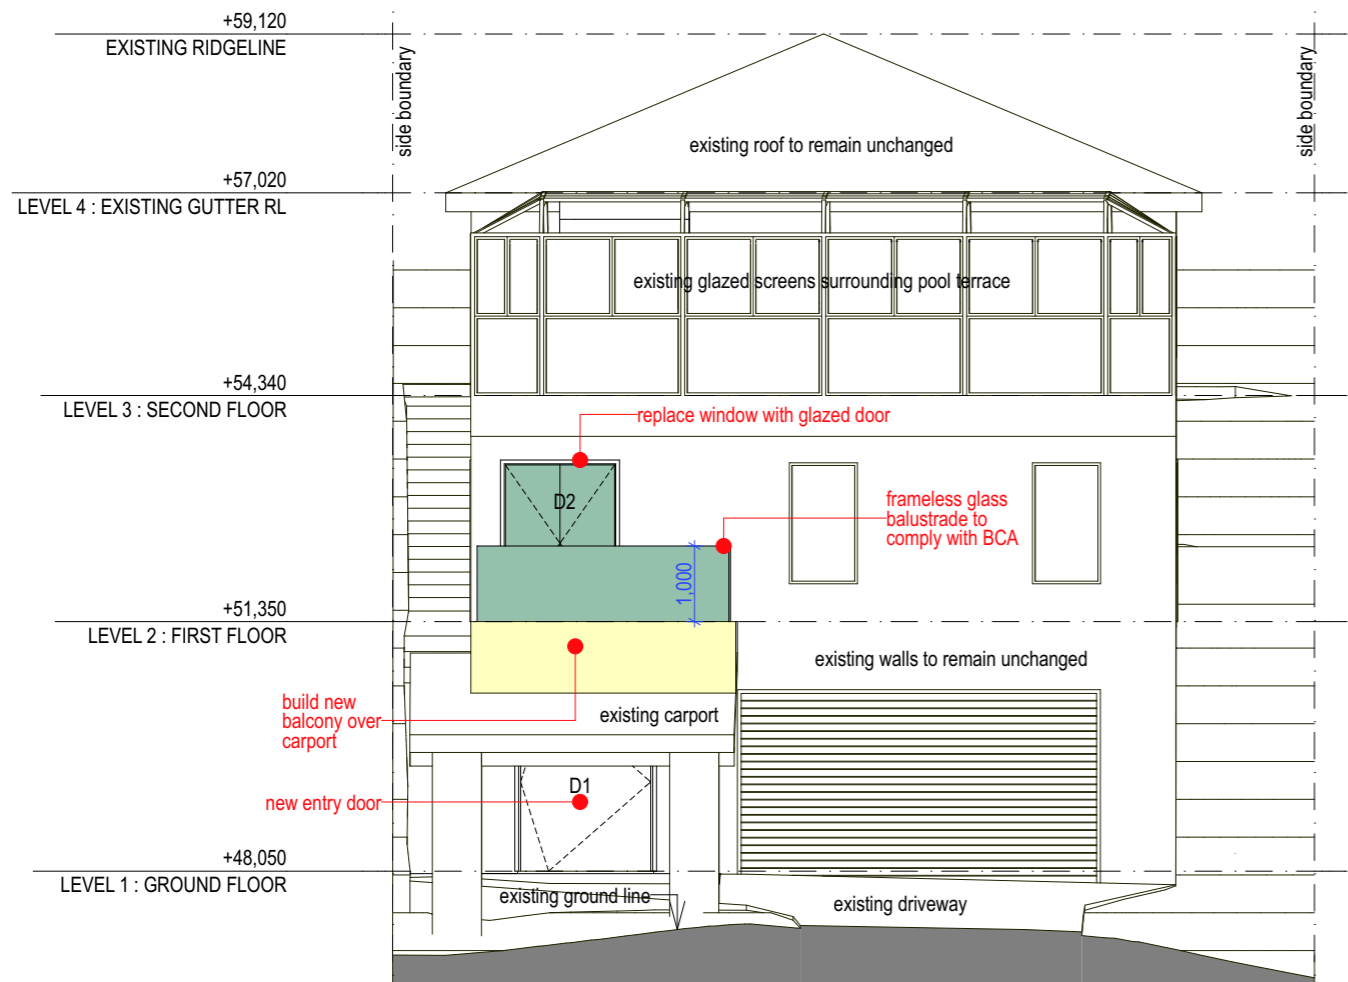 +59,120
EXISTING RIDGELINE
side boundary
side boundary
existing roof to remain unchanged
+57,020
LEVEL 4 : EXISTING GUTTER RL
existing glazed screens surrounding pool terrace
+54,340
LEVEL 3 : SECOND FLOOR
replace window with glazed door
D2
frameless glass
balustrade to
comply with BCA
1,000
+51,350
LEVEL 2 : FIRST FLOOR
existing walls to remain unchanged
build new
balcony over
carport
existing carport
D1
new entry door
+48,050
LEVEL 1 : GROUND FLOOR
existing ground line
existing driveway